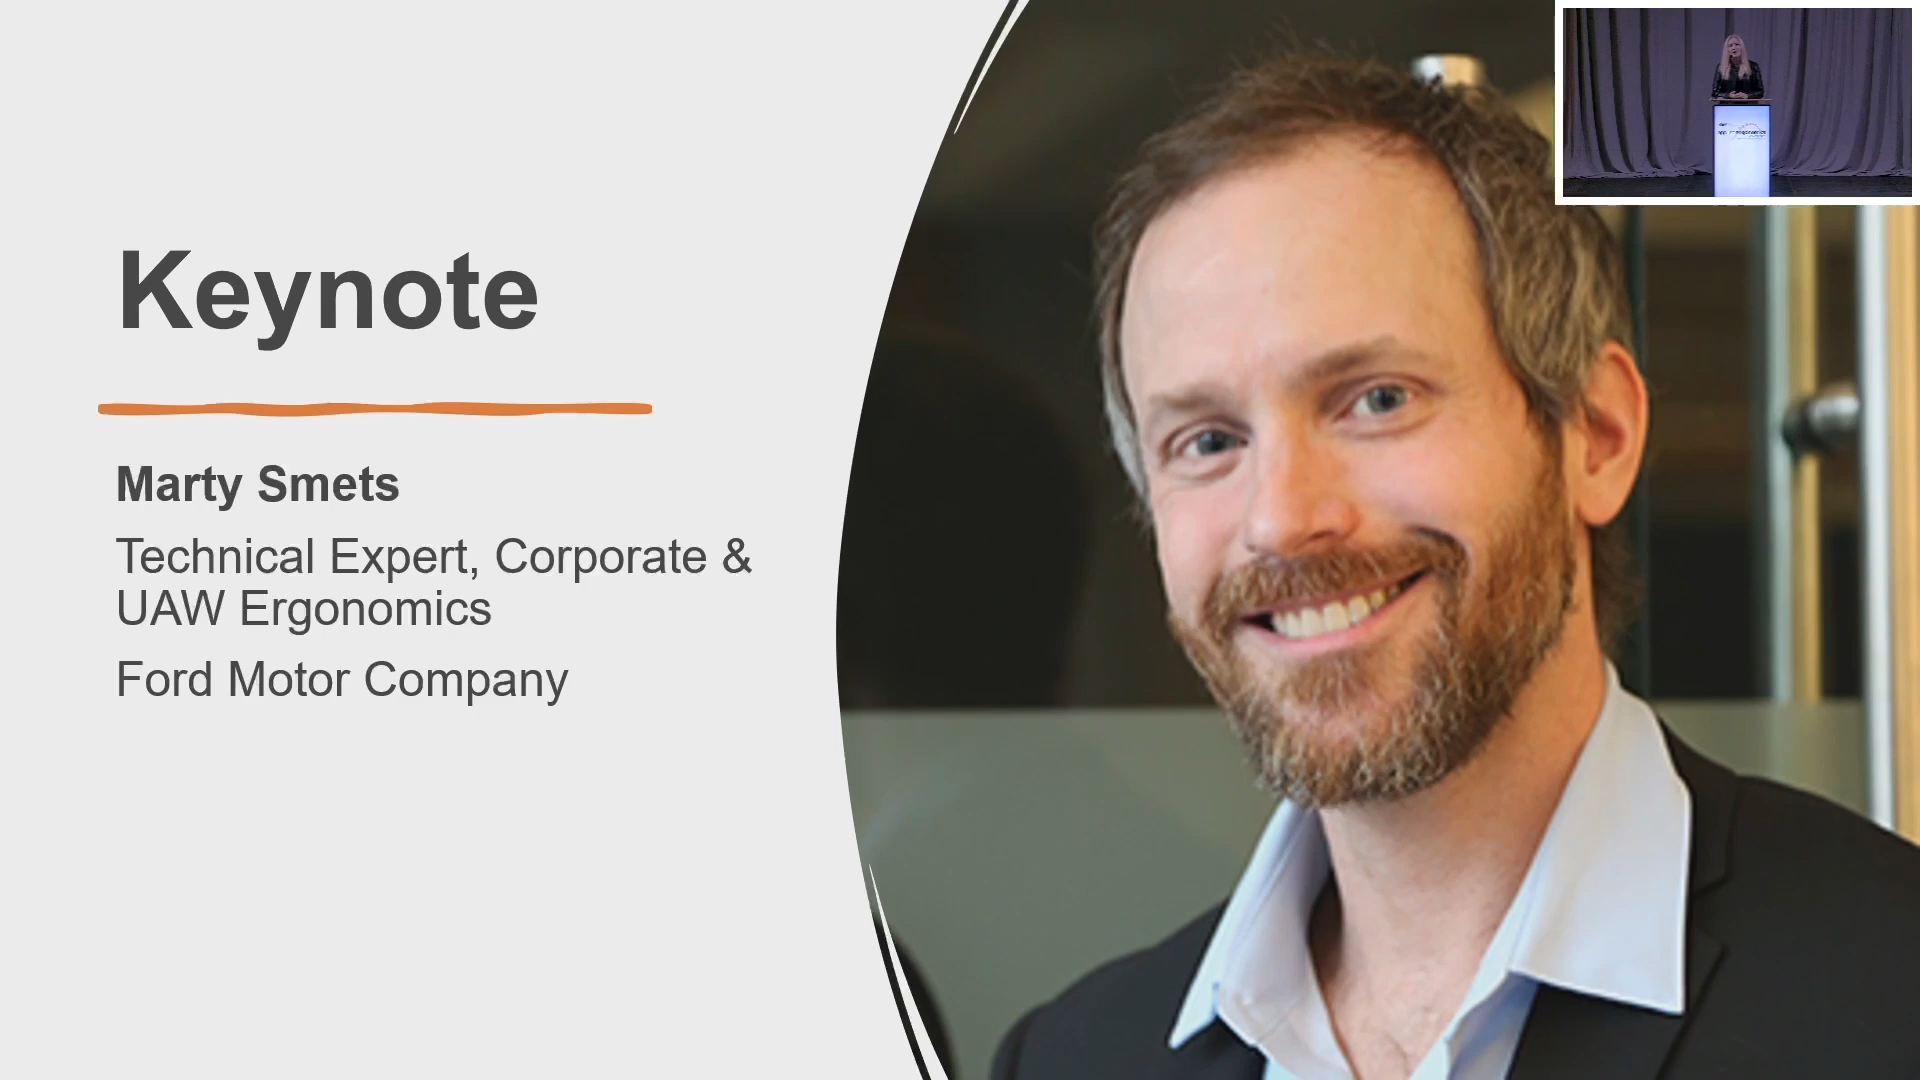 Keynote
Marty Smets
Technical Expert, Corporate &
UAW Ergonomics
Ford Motor Company